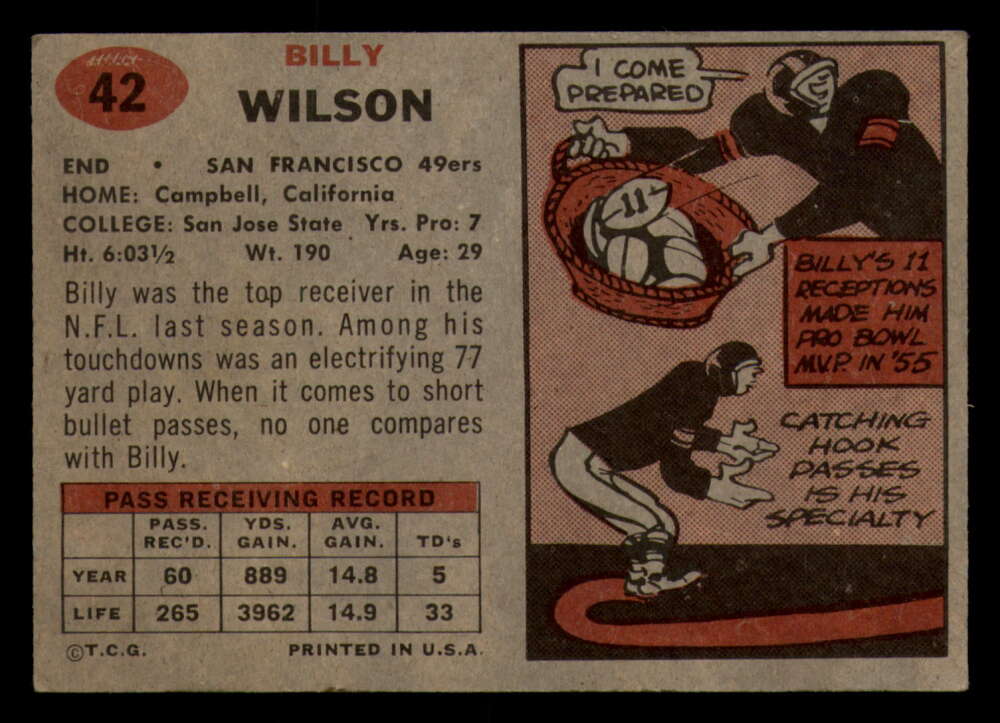 42
BILLY
WILSON
END • SAN FRANCISCO 49ers
HOME: Campbell, California
COLLEGE: San Jose State Yrs. Pro: 7
Ht. 6:03½ Wt. 190 Age: 29
Billy was the top receiver in the
N.F.L. last season. Among his
touchdowns was an electrifying 77
yard play. When it comes to short
bullet passes, no one compares
with Billy.
PASS RECEIVING RECORD
PASS. REC'D. YDS. GAIN. AVG. GAIN. TD's
YEAR 60 889 14.8 5
LIFE 265 3962 14.9 33
©T.C.G. PRINTED IN U.S.A.
I COME
PREPARED
11
BILLY'S 11
RECEPTIONS
MADE HIM
PRO BOWL
M.V.P. IN '55
CATCHING
HOOK
PASSES
IS HIS
SPECIALTY